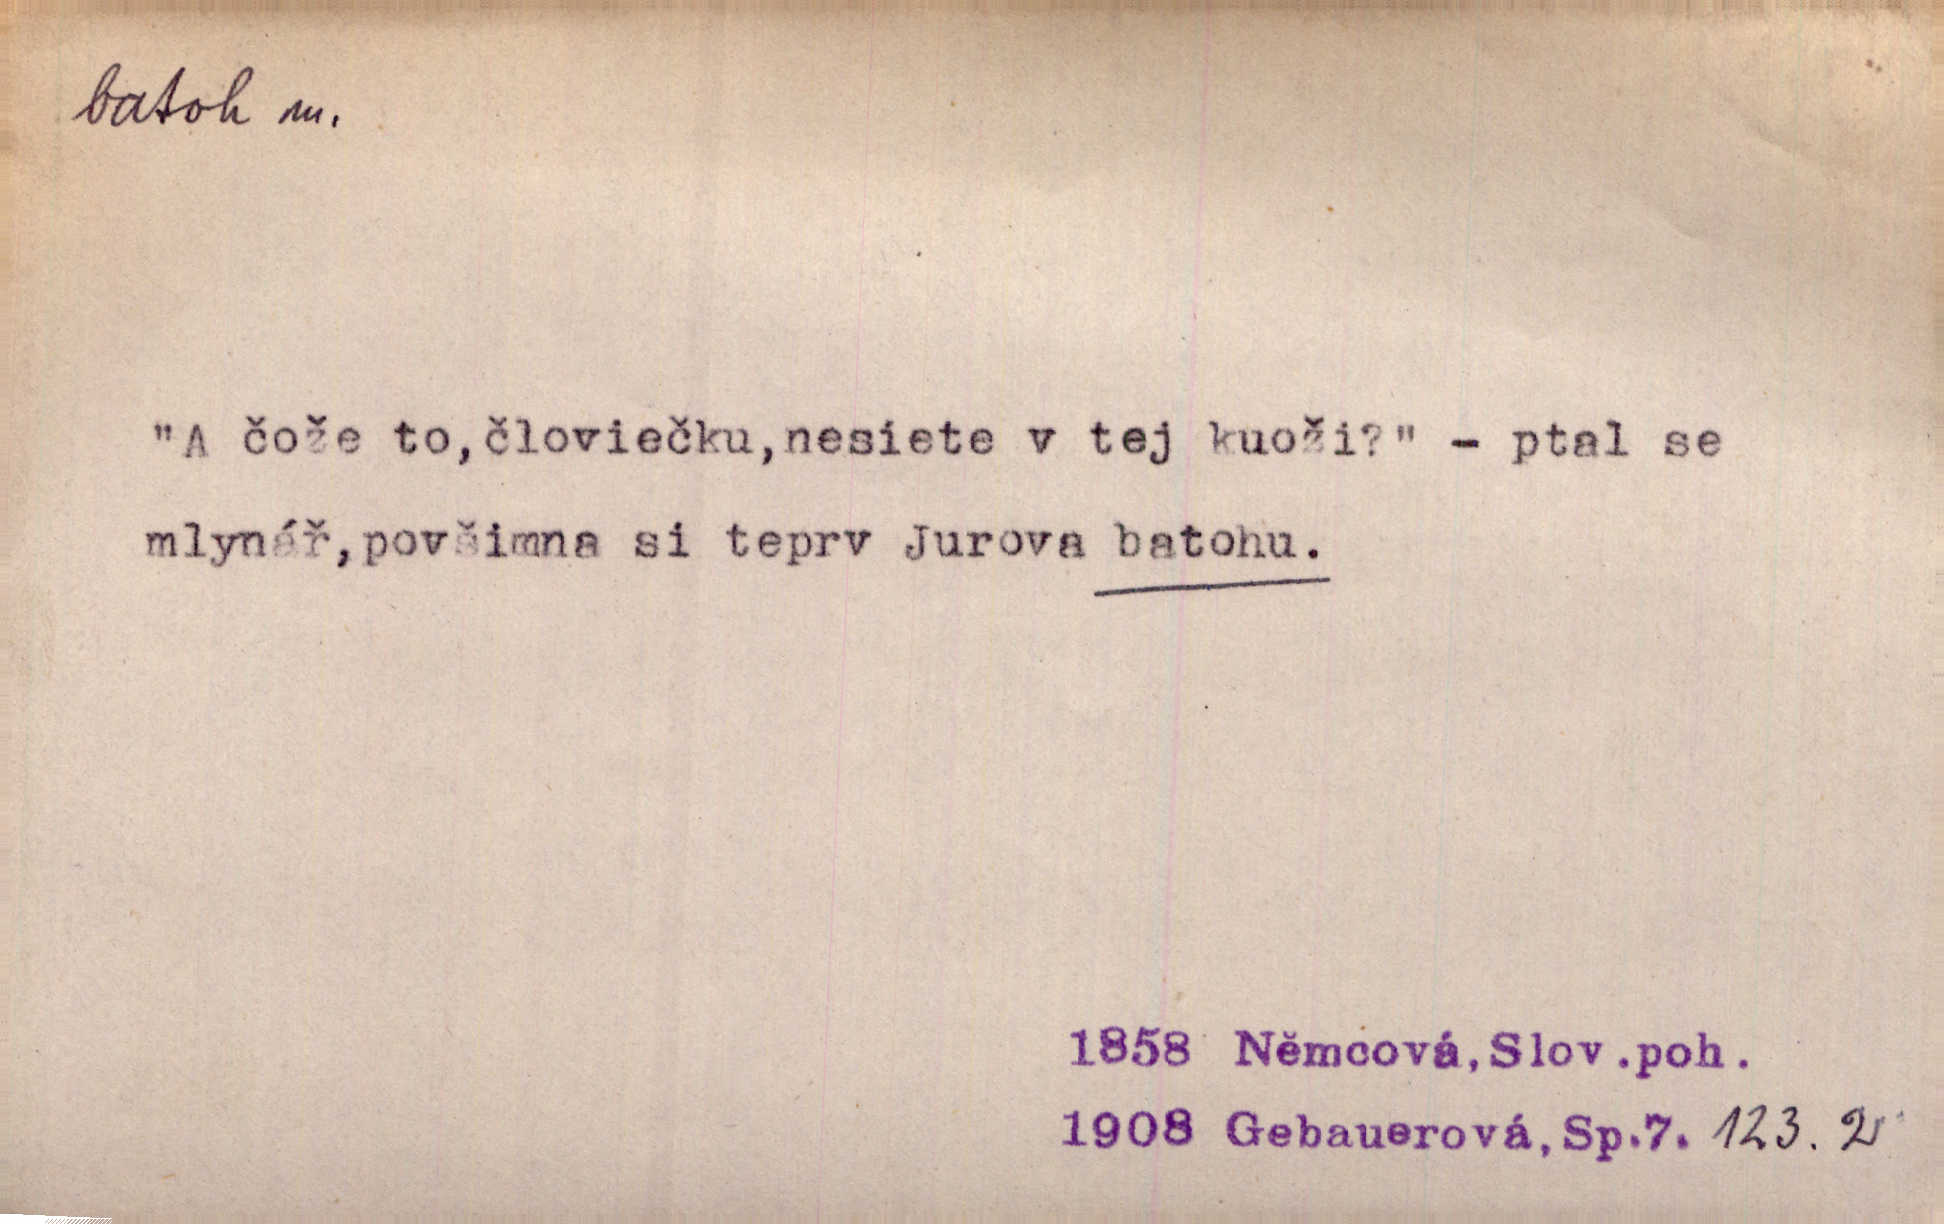 batoh m.
"A čože to,človiečku,nesiete v tej kuoži?" - ptal se
mlynář,povšimna si teprv Jurova batohu.
1858 Němcová,Slov.poh.
1908 Gebauerová,Sp.7. 123. 2